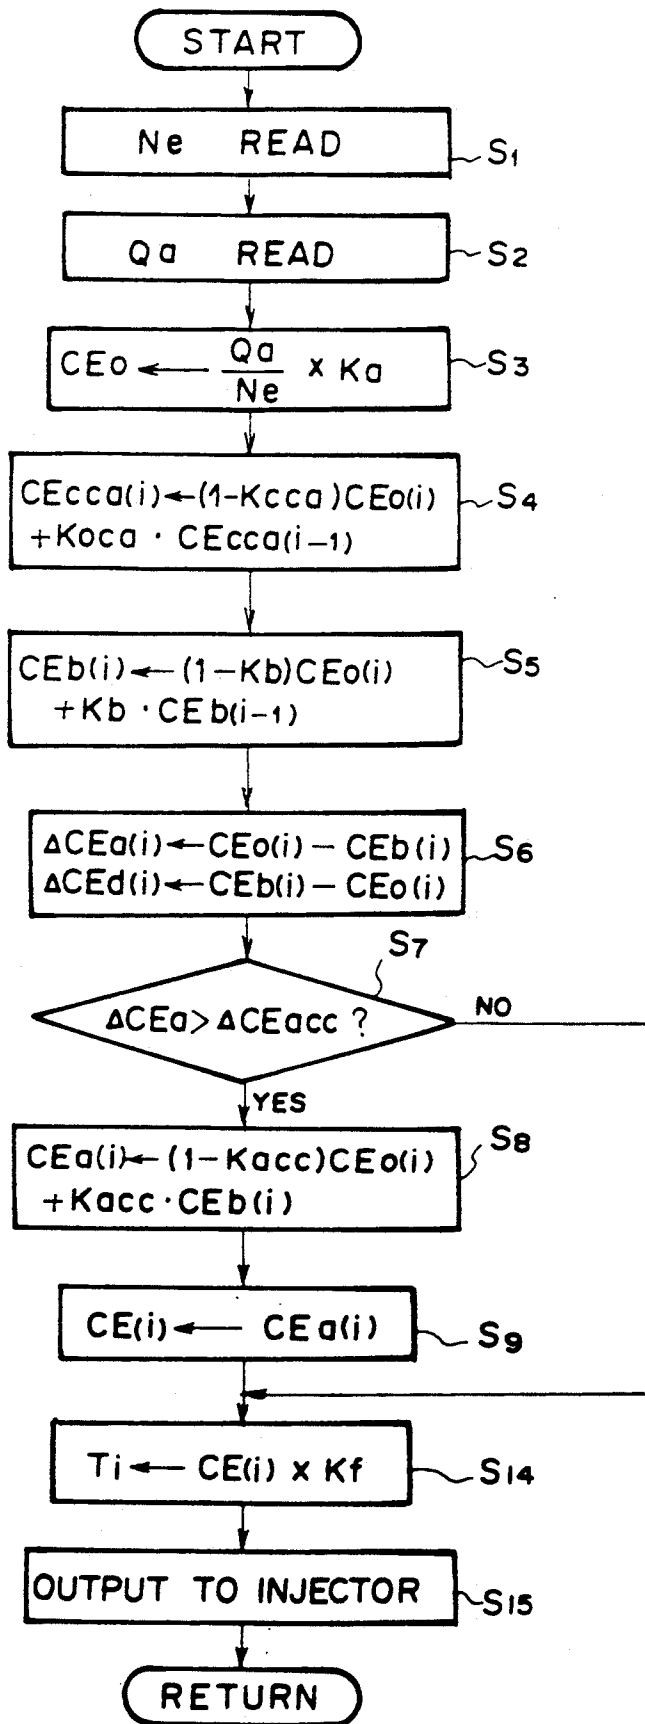 START
Ne READ
S1
Qa READ
S2
CEo ← Qa/Ne × Ka
S3
CEcca(i)←(1-Kcca)CEo(i)
+Koca · CEcca(i-1)
S4
CEb(i)←(1-Kb)CEo(i)
+Kb · CEb(i-1)
S5
ΔCEa(i)←CEo(i) - CEb(i)
ΔCEd(i)←CEb(i) - CEo(i)
S6
S7
ΔCEa > ΔCEacc ?
NO
YES
CEa(i)←(1-Kacc)CEo(i)
+Kacc · CEb(i)
S8
CE(i) ← CEa(i)
S9
Ti ← CE(i) × Kf
S14
OUTPUT TO INJECTOR
S15
RETURN